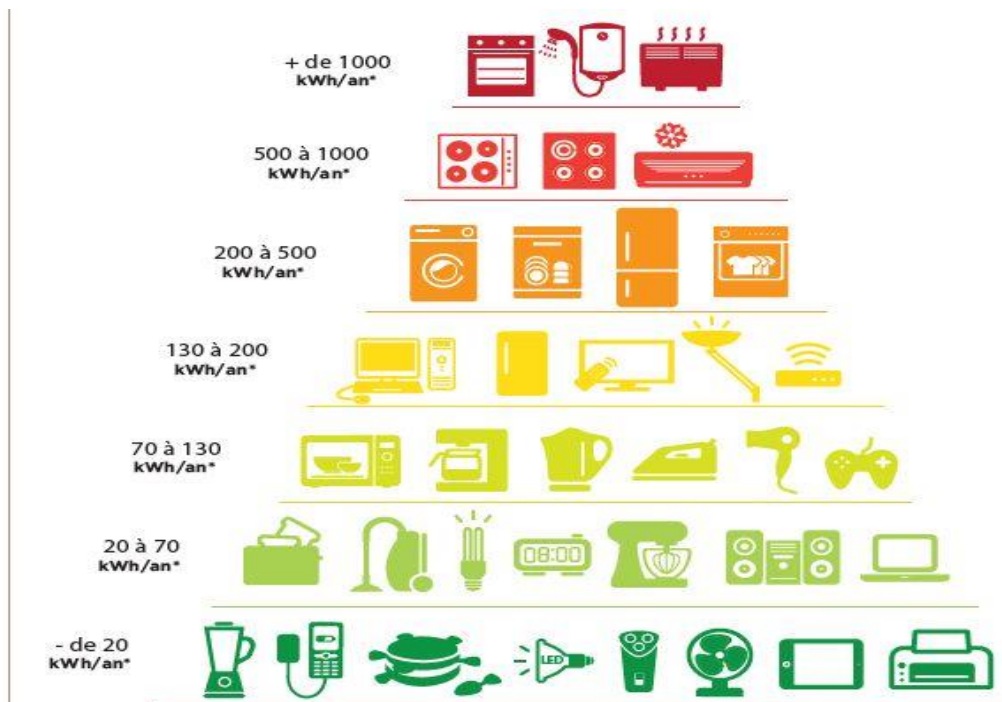 + de 1000
kWh/an*
500 à 1000
kWh/an*
200 à 500
kWh/an*
130 à 200
kWh/an*
70 à 130
kWh/an*
20 à 70
kWh/an*
08:00
- de 20
kWh/an*
LED